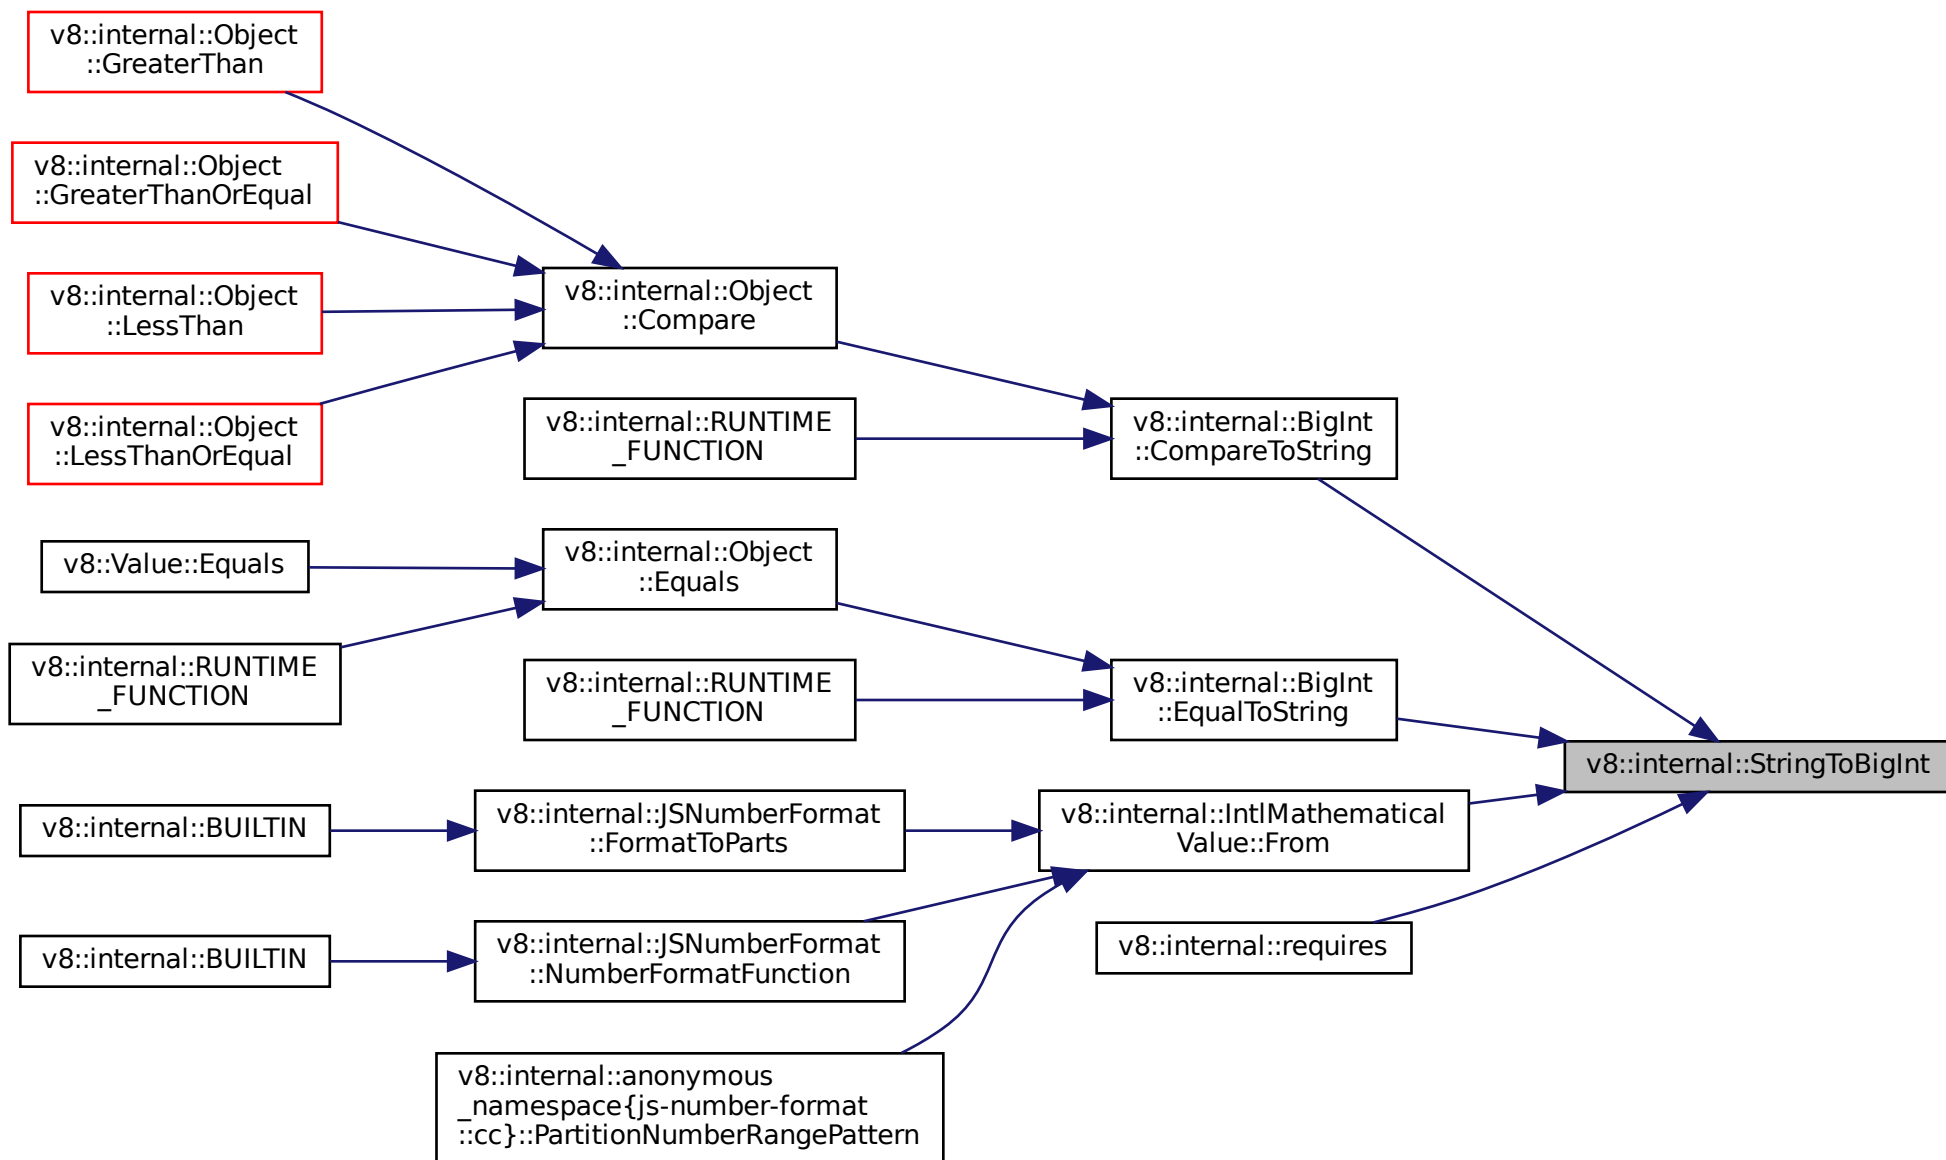 v8::internal::Object
::GreaterThan
v8::internal::Object
::GreaterThanOrEqual
v8::internal::Object
::LessThan
v8::internal::Object
::LessThanOrEqual
v8::internal::Object
::Compare
v8::internal::RUNTIME
_FUNCTION
v8::internal::BigInt
::CompareToString
v8::Value::Equals
v8::internal::RUNTIME
_FUNCTION
v8::internal::Object
::Equals
v8::internal::RUNTIME
_FUNCTION
v8::internal::BigInt
::EqualToString
v8::internal::StringToBigInt
v8::internal::BUILTIN
v8::internal::JSNumberFormat
::FormatToParts
v8::internal::IntlMathematical
Value::From
v8::internal::requires
v8::internal::BUILTIN
v8::internal::JSNumberFormat
::NumberFormatFunction
v8::internal::anonymous
_namespace{js-number-format
::cc}::PartitionNumberRangePattern